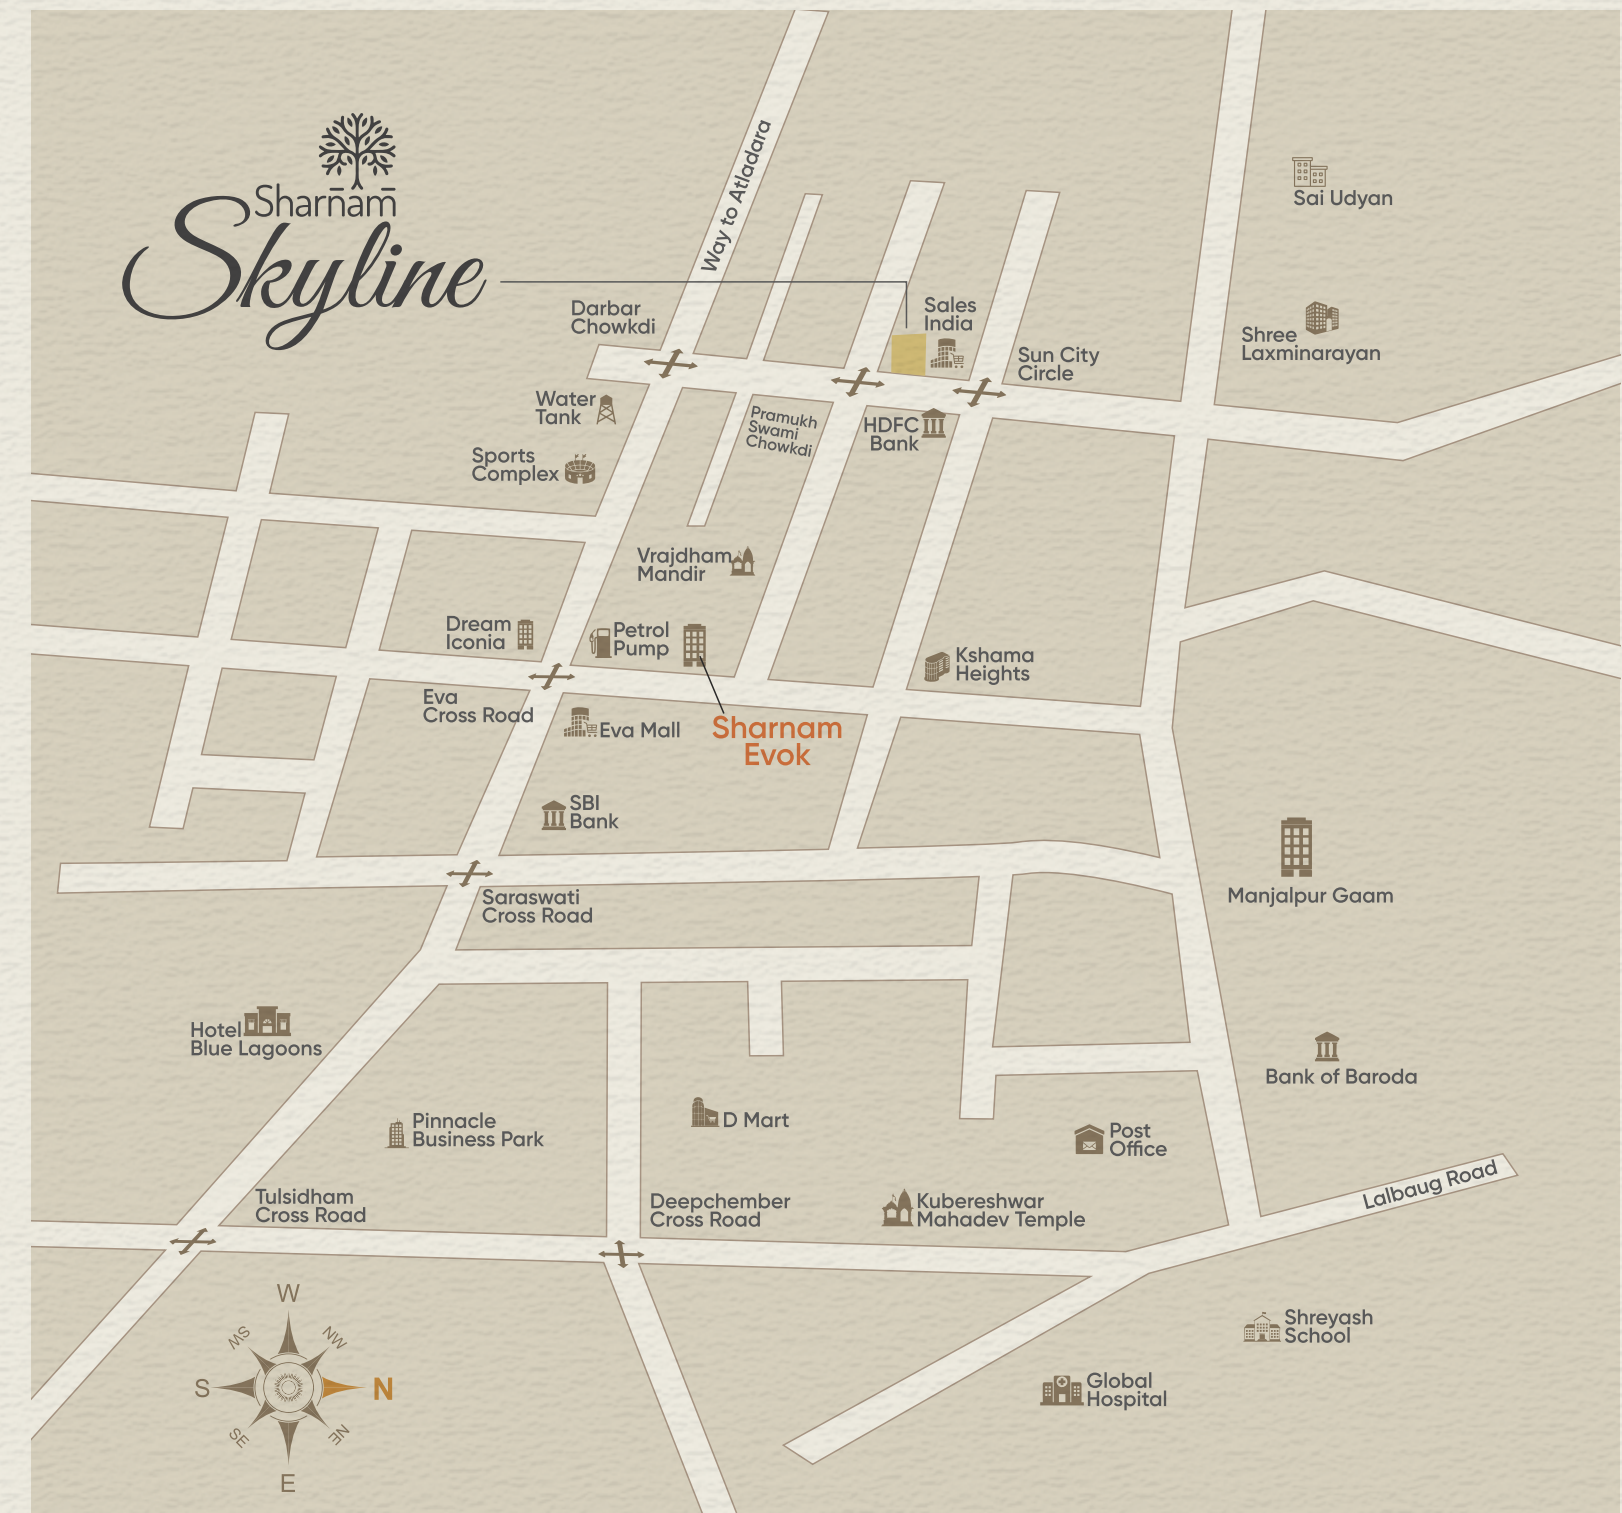 Sharnam
Skyline
Way to Atladara
Sai Udyan
Darbar
Chowkdi
Sales
India
Sun City
Circle
Shree
Laxminarayan
Water
Tank
Pramukh
Swami
Chowkdi
HDFC
Bank
Sports
Complex
Vrajdham
Mandir
Dream
Iconia
Petrol
Pump
Kshama
Heights
Eva
Cross Road
Eva Mall
Sharnam
Evok
SBI
Bank
Manjalpur Gaam
Saraswati
Cross Road
Hotel
Blue Lagoons
Bank of Baroda
Pinnacle
Business Park
D Mart
Post
Office
Tulsidham
Cross Road
Deepchember
Cross Road
Kubereshwar
Mahadev Temple
Lalbaug Road
W
SW
NW
S
N
SE
NE
E
Shreyash
School
Global
Hospital